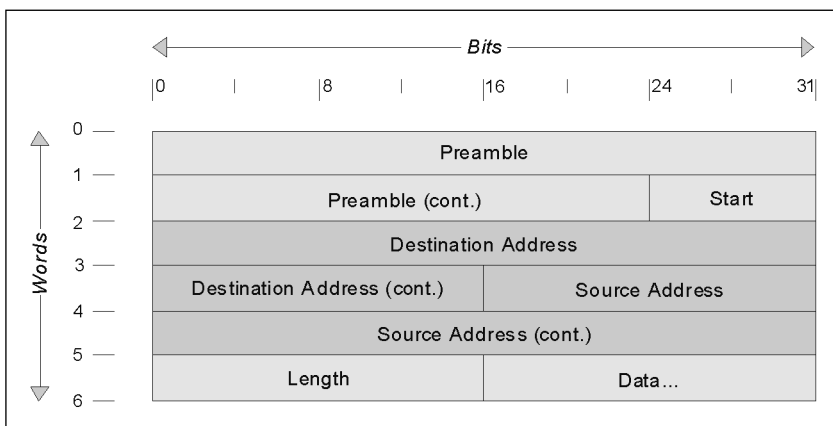 Bits
0 8 16 24 31
Words
0
Preamble
1
Preamble (cont.) Start
2
Destination Address
3
Destination Address (cont.) Source Address
4
Source Address (cont.)
5
Length Data...
6